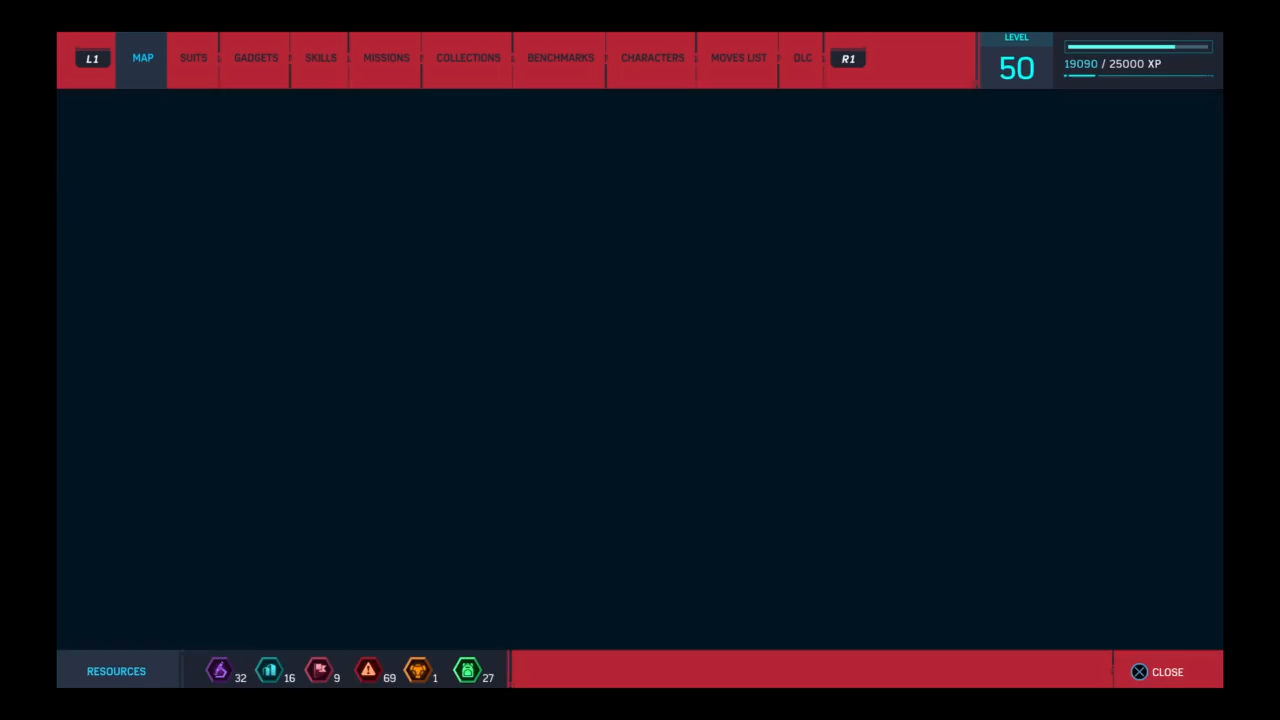 L1 MAP SUITS GADGETS SKILLS MISSIONS COLLECTIONS BENCHMARKS CHARACTERS MOVES LIST DLC R1
LEVEL
50
19090 / 25000 XP
RESOURCES 32 16 9 69 1 27 CLOSE